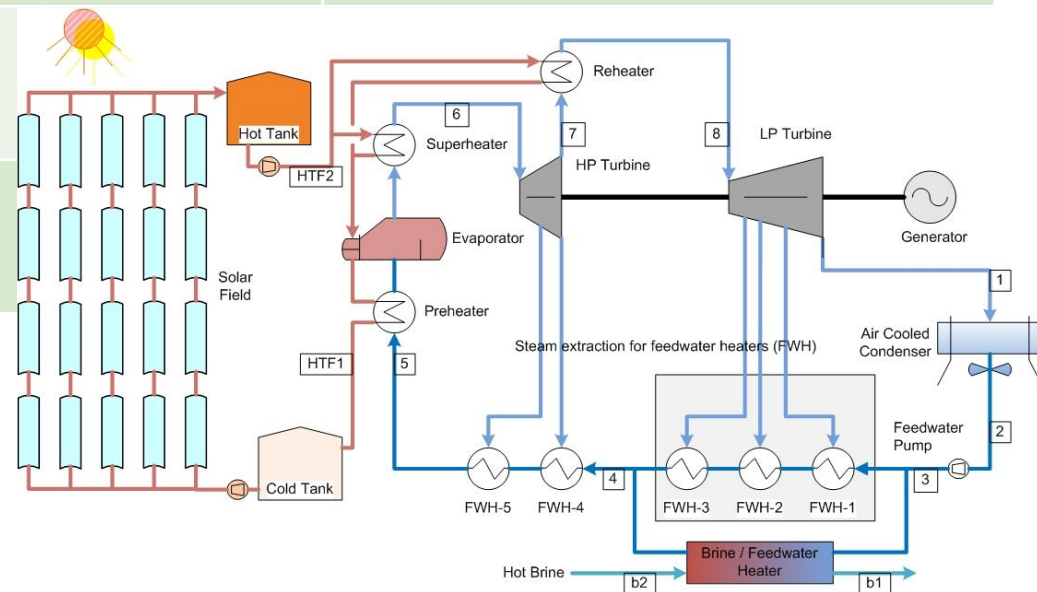 Hot Tank
HTF2
Reheater
6
Superheater
7
8
LP Turbine
HP Turbine
Evaporator
Generator
Solar
Field
Preheater
1
Steam extraction for feedwater heaters (FWH)
Air Cooled
Condenser
HTF1
5
Feedwater
Pump
2
Cold Tank
4
3
FWH-5
FWH-4
FWH-3
FWH-2
FWH-1
Brine / Feedwater
Heater
Hot Brine
b2
b1